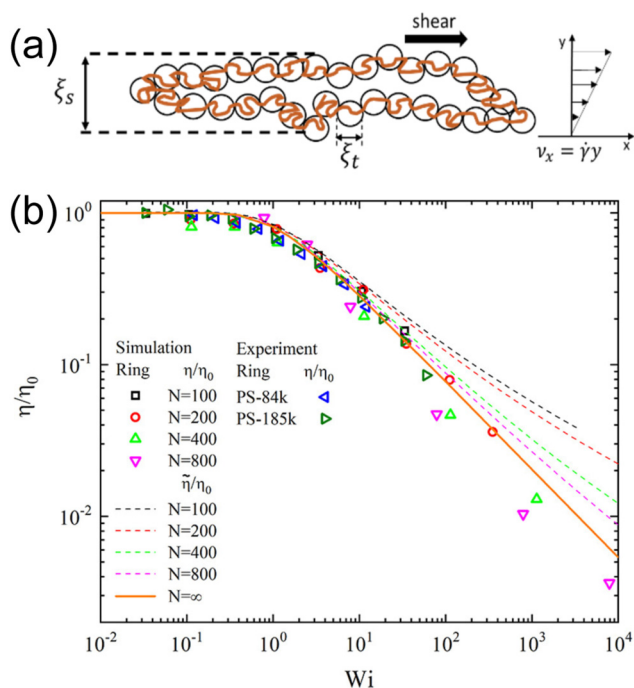 (a)
shear
ξs
ξt
y
x
νx = γ̇y
(b)
10^0
10^-1
10^-2
η/η0
Simulation Experiment
Ring η/η0 Ring η/η0
N=100 PS-84k
N=200 PS-185k
N=400
N=800
η̃/η0
N=100
N=200
N=400
N=800
N=∞
10^-2 10^-1 10^0 10^1 10^2 10^3 10^4
Wi